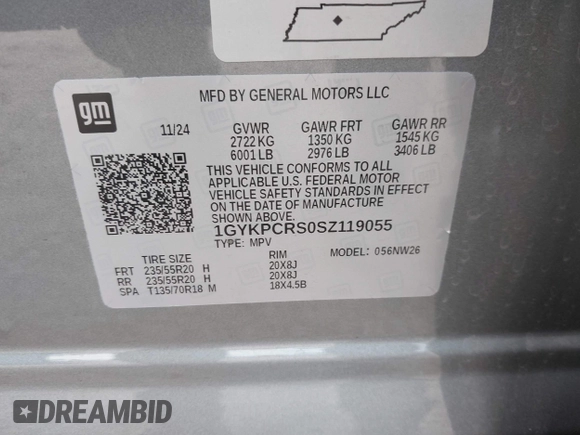 gm
MFD BY GENERAL MOTORS LLC
11/24 GVWR GAWR FRT GAWR RR
2722 KG 1350 KG 1545 KG
6001 LB 2976 LB 3406 LB
THIS VEHICLE CONFORMS TO ALL
APPLICABLE U.S. FEDERAL MOTOR
VEHICLE SAFETY STANDARDS IN EFFECT
ON THE DATE OF MANUFACTURE
SHOWN ABOVE.
1GYKPCRS0SZ119055
TYPE: MPV MODEL: 056NW26
TIRE SIZE RIM
FRT 235/55R20 H 20X8J
RR 235/55R20 H 20X8J
SPA T135/70R18 M 18X4.5B
DREAMBID